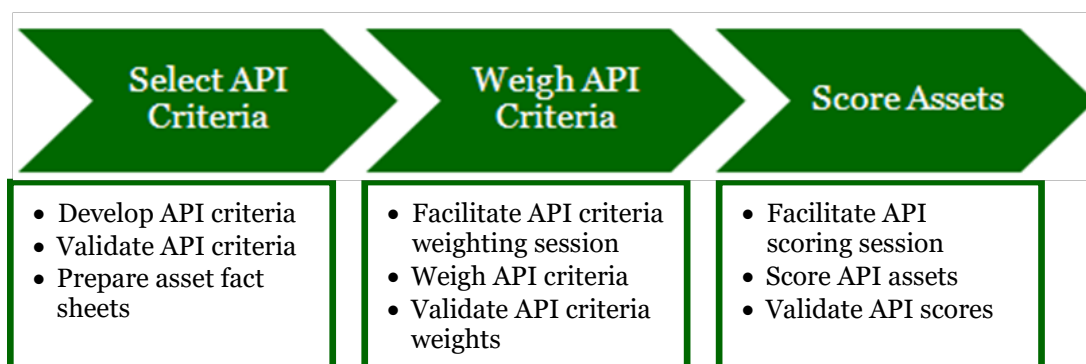 Select API
Criteria
Weigh API
Criteria
Score Assets
• Develop API criteria
• Validate API criteria
• Prepare asset fact
sheets
• Facilitate API criteria
weighting session
• Weigh API criteria
• Validate API criteria
weights
• Facilitate API
scoring session
• Score API assets
• Validate API scores